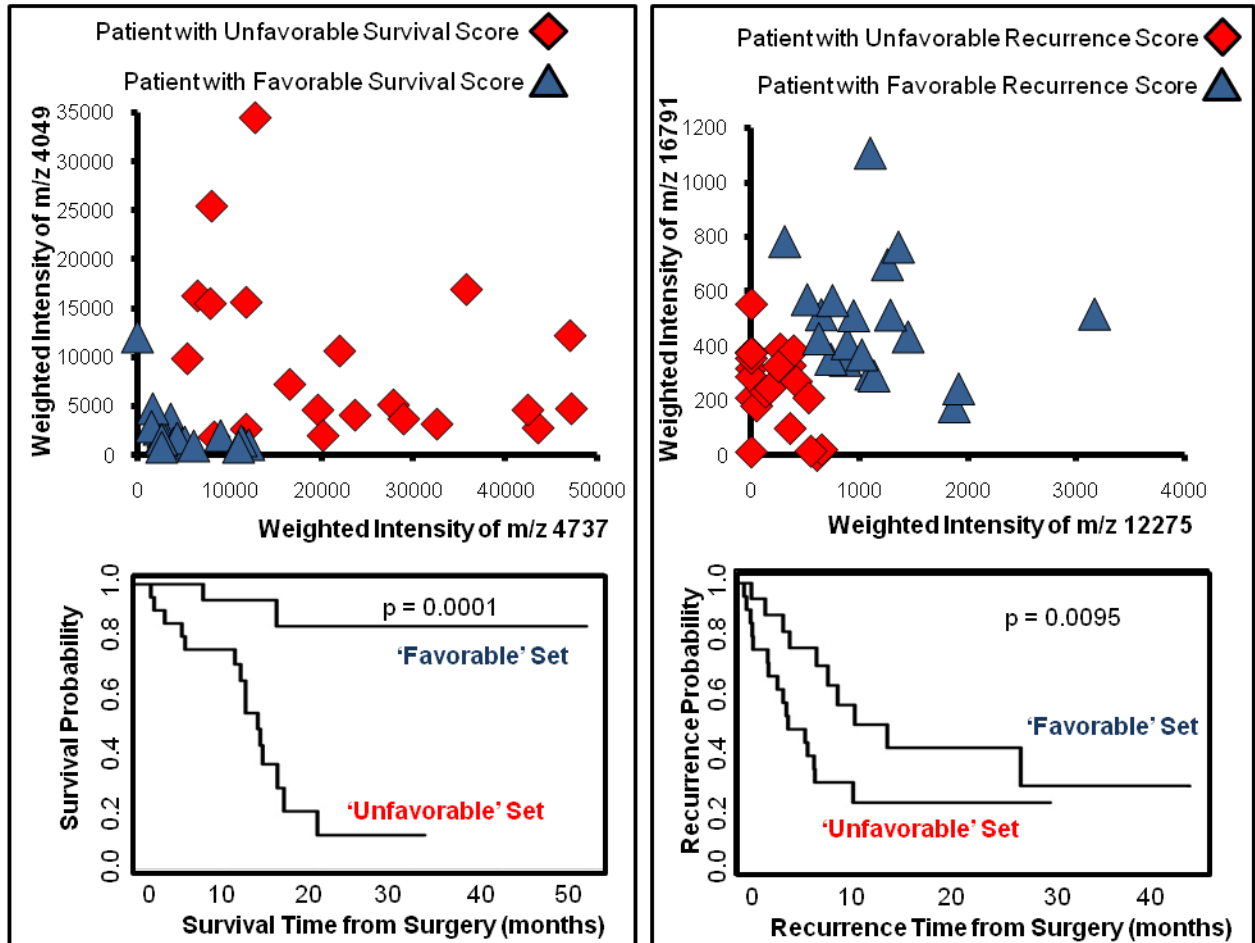 Patient with Unfavorable Survival Score
Patient with Favorable Survival Score
Weighted Intensity of m/z 4049
35000
30000
25000
20000
15000
10000
5000
0
0 10000 20000 30000 40000 50000
Weighted Intensity of m/z 4737
Survival Probability
1.0
0.8
0.6
0.4
0.2
0.0
p = 0.0001
'Favorable' Set
'Unfavorable' Set
0 10 20 30 40 50
Survival Time from Surgery (months)
Patient with Unfavorable Recurrence Score
Patient with Favorable Recurrence Score
Weighted Intensity of m/z 16791
1200
1000
800
600
400
200
0
0 1000 2000 3000 4000
Weighted Intensity of m/z 12275
Recurrence Probability
1.0
0.8
0.6
0.4
0.2
0.0
p = 0.0095
'Favorable' Set
'Unfavorable' Set
0 10 20 30 40
Recurrence Time from Surgery (months)